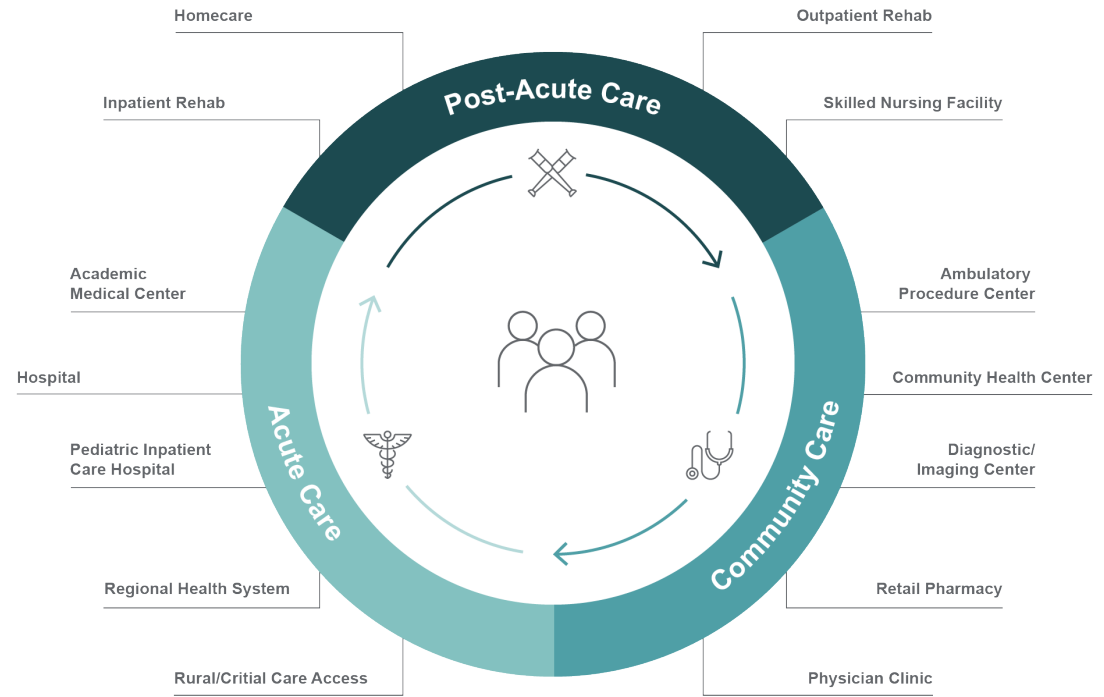 Homecare
Outpatient Rehab
Inpatient Rehab
Post-Acute Care
Skilled Nursing Facility
Academic
Medical Center
Ambulatory
Procedure Center
Hospital
Community Health Center
Acute Care
Community Care
Pediatric Inpatient
Care Hospital
Diagnostic/
Imaging Center
Regional Health System
Retail Pharmacy
Rural/Critial Care Access
Physician Clinic